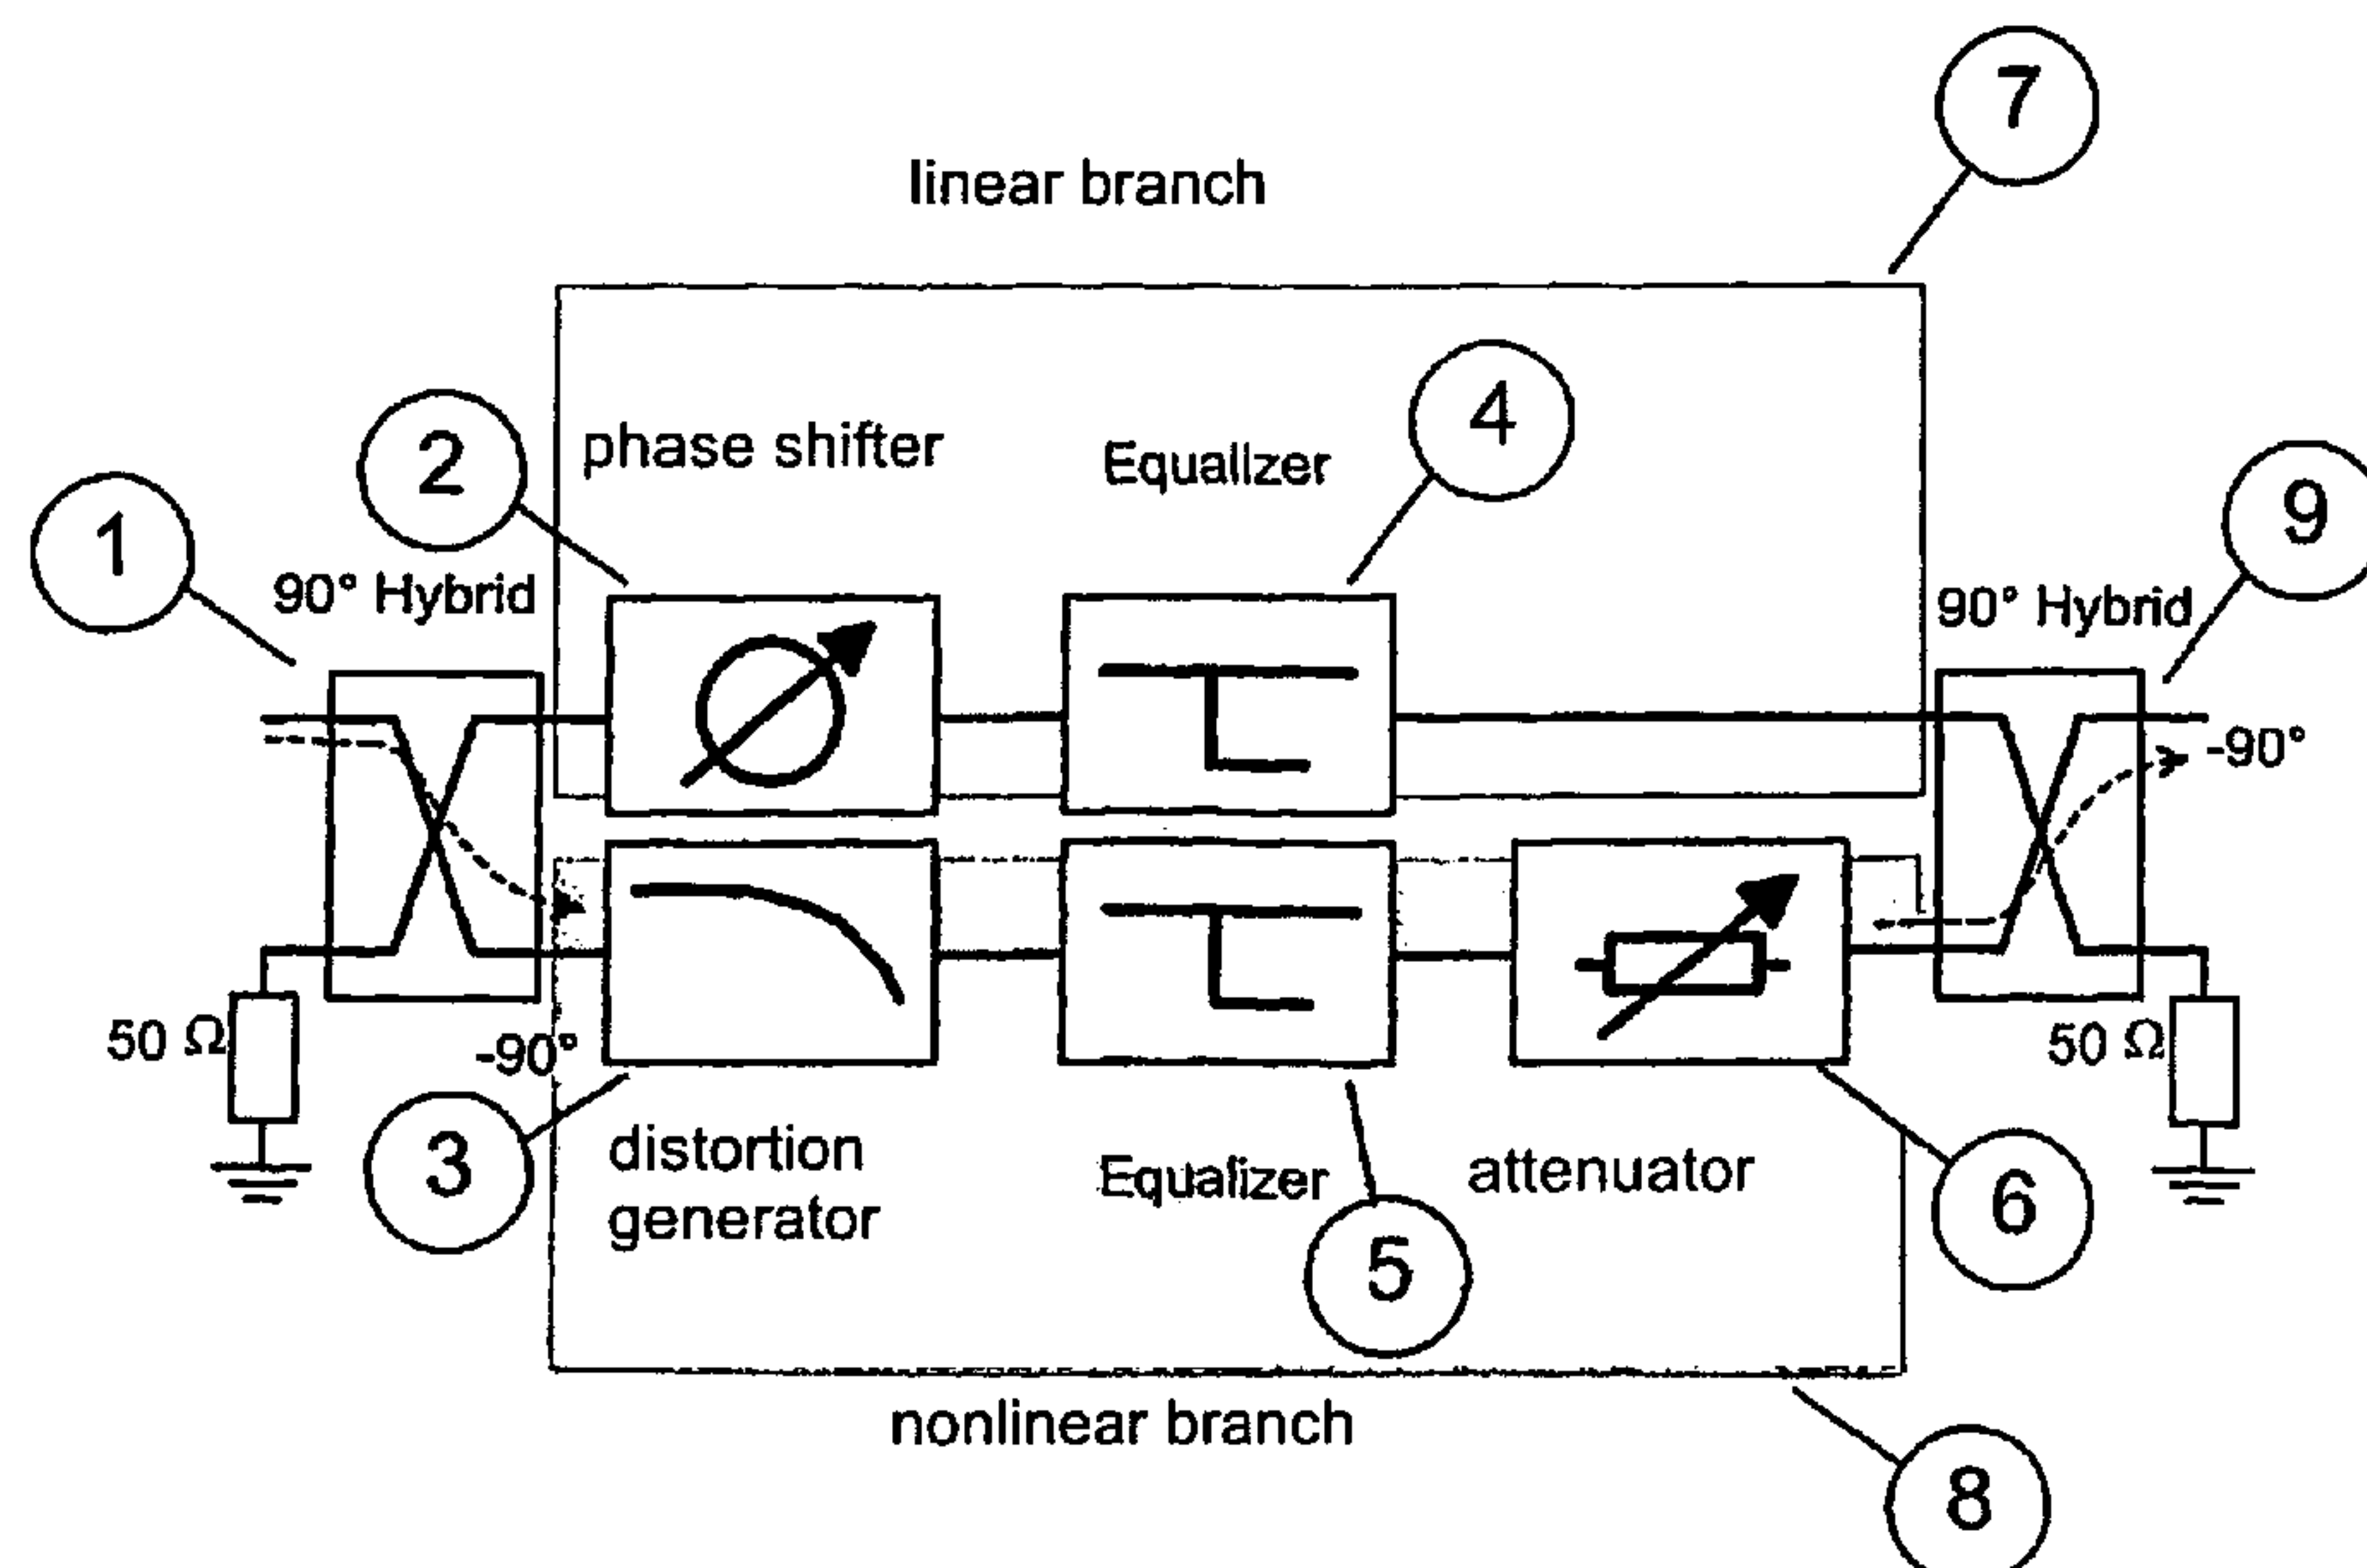 7
linear branch
4
2
phase shifter
Equalizer
9
1
90° Hybrid
90° Hybrid
-90°
50 Ω
-90°
50 Ω
distortion
generator
3
Equalizer
attenuator
6
5
nonlinear branch
8